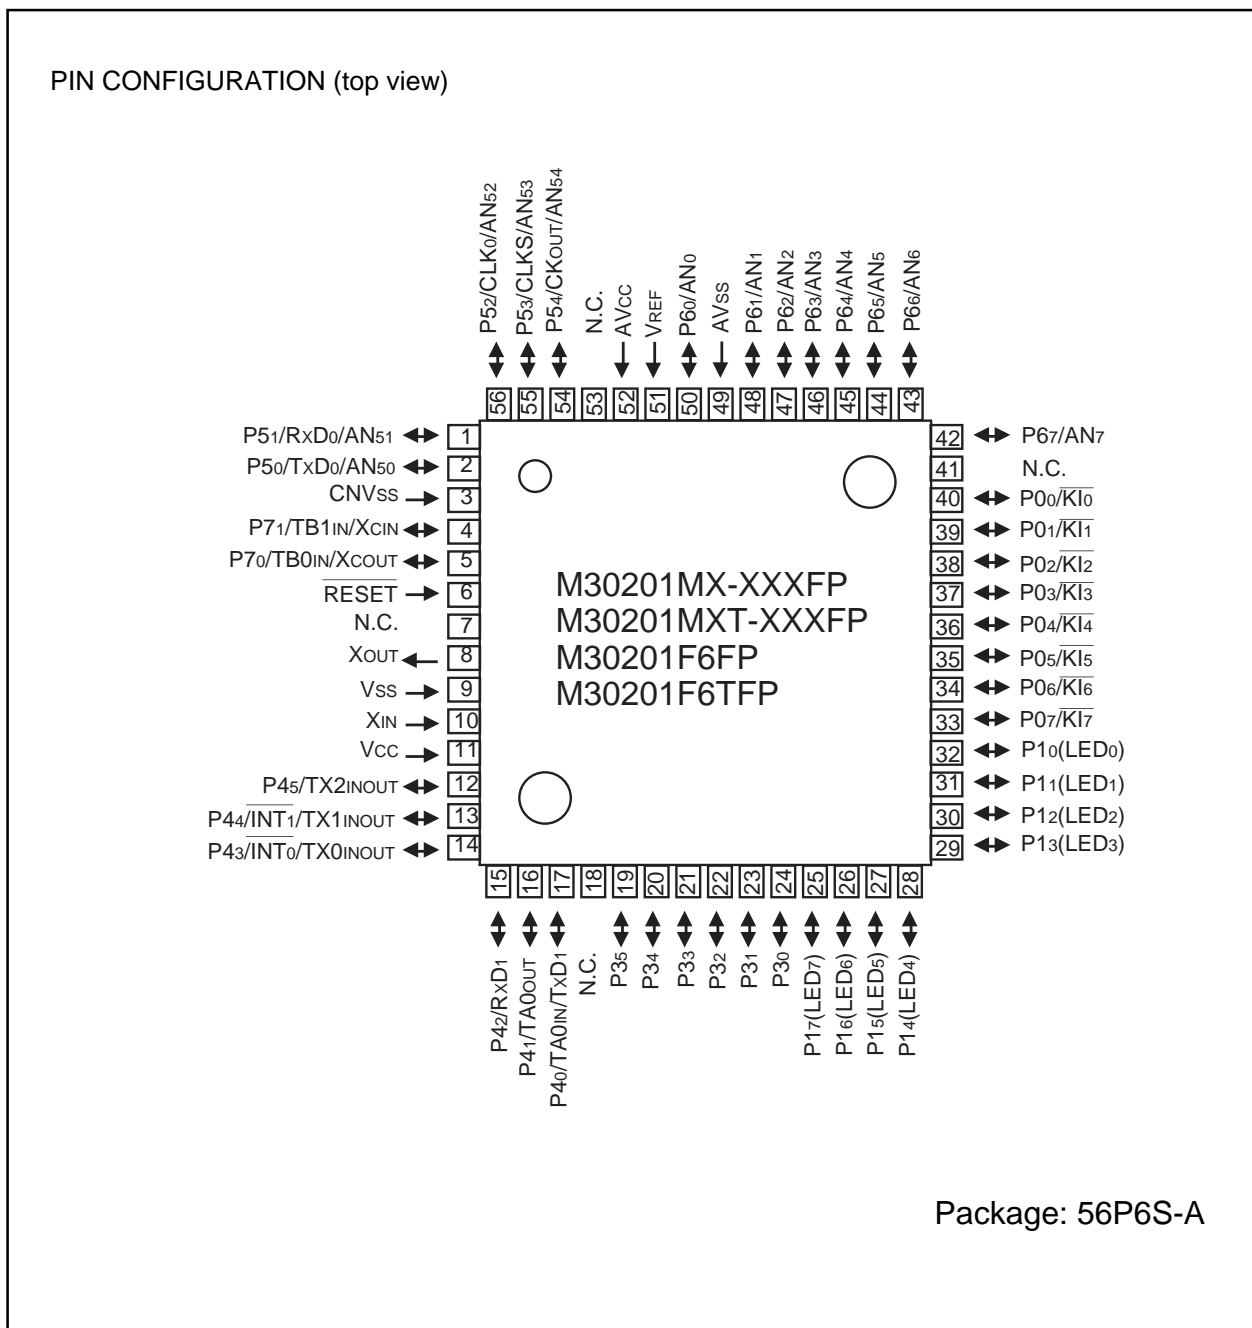 PIN CONFIGURATION (top view)
P52/CLK0/AN52
P53/CLKS/AN53
P54/CKOUT/AN54
N.C.
AVCC
VREF
P60/AN0
AVSS
P61/AN1
P62/AN2
P63/AN3
P64/AN4
P65/AN5
P66/AN6
56
55
54
53
52
51
50
49
48
47
46
45
44
43
P51/RxD0/AN51 1
P50/TxD0/AN50 2
CNVSS 3
P71/TB1IN/XCIN 4
P70/TB0IN/XCOUT 5
RESET 6
N.C. 7
XOUT 8
VSS 9
XIN 10
VCC 11
P45/TX2INOUT 12
P44/INT1/TX1INOUT 13
P43/INT0/TX0INOUT 14
M30201MX-XXXFP
M30201MXT-XXXFP
M30201F6FP
M30201F6TFP
42 P67/AN7
41 N.C.
40 P00/KI0
39 P01/KI1
38 P02/KI2
37 P03/KI3
36 P04/KI4
35 P05/KI5
34 P06/KI6
33 P07/KI7
32 P10(LED0)
31 P11(LED1)
30 P12(LED2)
29 P13(LED3)
15
16
17
18
19
20
21
22
23
24
25
26
27
28
P42/RxD1
P41/TA0OUT
P40/TA0IN/TxD1
N.C.
P35
P34
P33
P32
P31
P30
P17(LED7)
P16(LED6)
P15(LED5)
P14(LED4)
Package: 56P6S-A